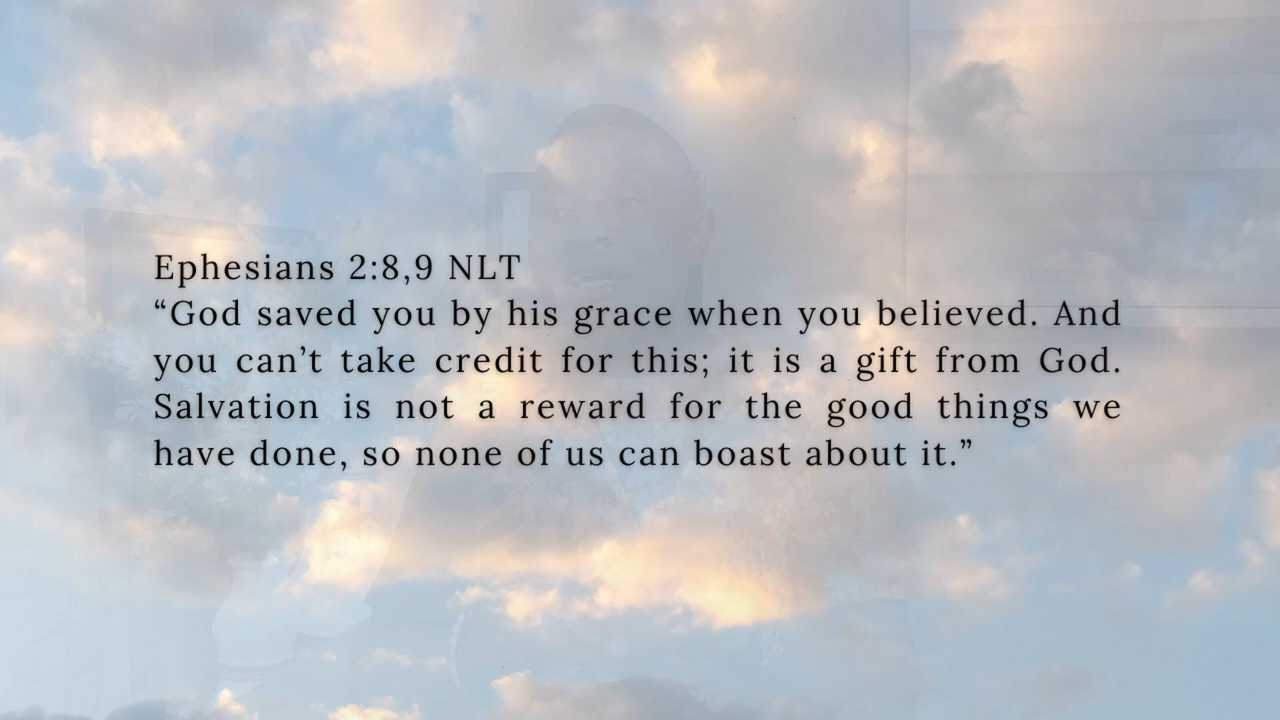 Ephesians 2:8,9 NLT
“God saved you by his grace when you believed. And
you can’t take credit for this; it is a gift from God.
Salvation is not a reward for the good things we
have done, so none of us can boast about it.”